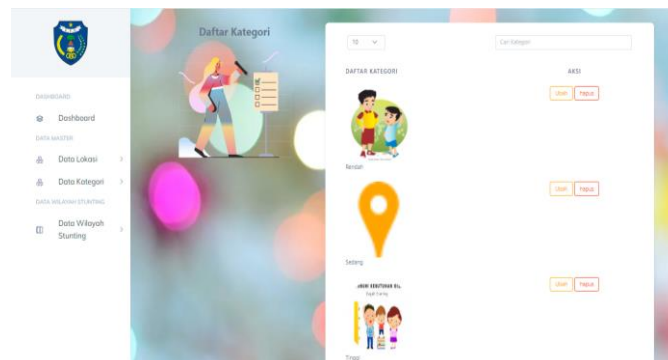 DASHBOARD
Dashboard
DATA MASTER
Data Lokasi
Data Kategori
DATA WILAYAH STUNTING
Data Wilayah
Stunting
Daftar Kategori
10
Cari Kategori
DAFTAR KATEGORI
AKSI
Ubah
Hapus
Rendah
Ubah
Hapus
Sedang
Ubah
Hapus
Tinggi